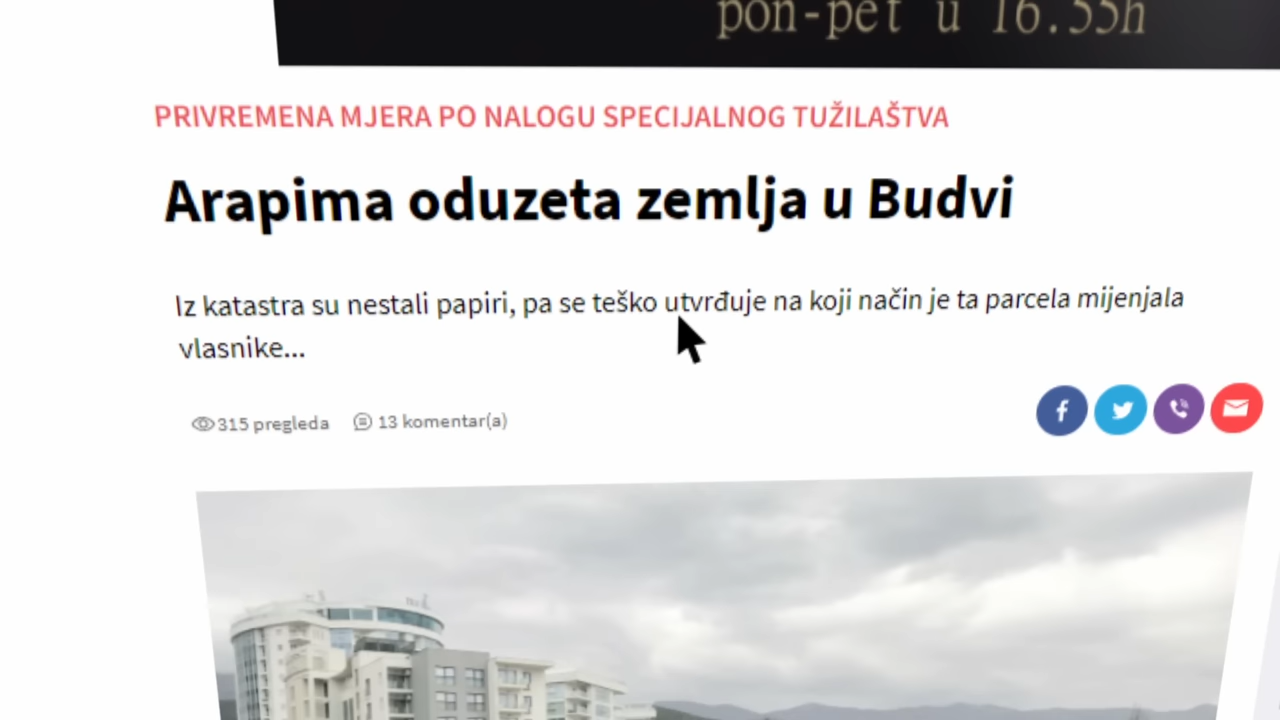 pon-pet u 16.55h
PRIVREMENA MJERA PO NALOGU SPECIJALNOG TUŽILAŠTVA
Arapima oduzeta zemlja u Budvi
Iz katastra su nestali papiri, pa se teško utvrđuje na koji način je ta parcela mijenjala
vlasnike...
315 pregleda 13 komentar(a)